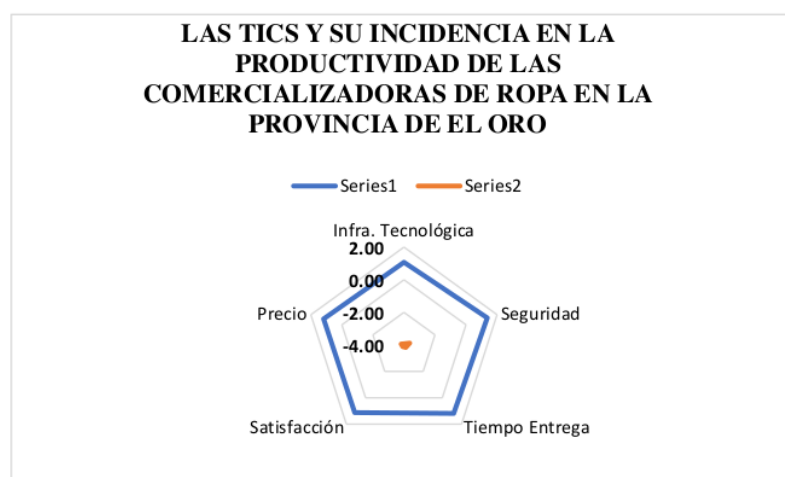 LAS TICS Y SU INCIDENCIA EN LA
PRODUCTIVIDAD DE LAS
COMERCIALIZADORAS DE ROPA EN LA
PROVINCIA DE EL ORO
Series1 Series2
Infra. Tecnológica
2.00
0.00
Precio -2.00 Seguridad
-4.00
Satisfacción Tiempo Entrega